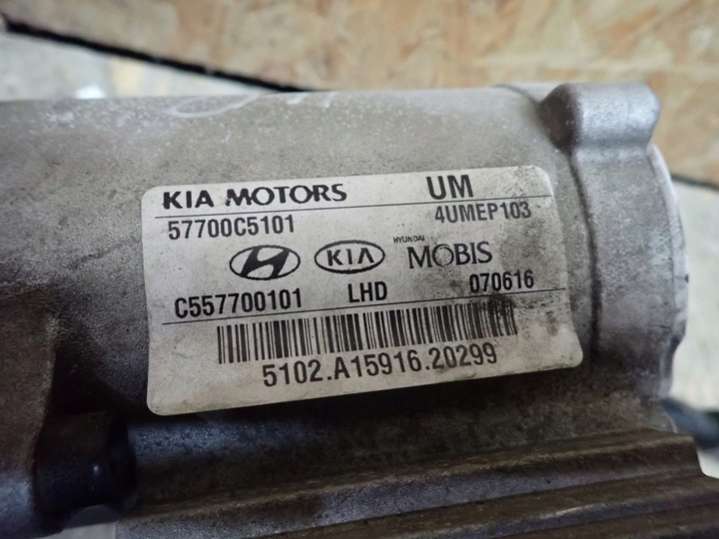 KIA MOTORS UM
57700C5101 4UMEP103
KIA HYUNDAI MOBIS
C557700101 LHD 070616
5102.A15916.20299